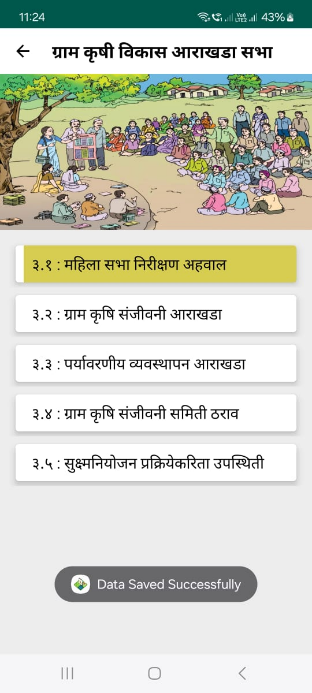 11:24
43%
ग्राम कृषी विकास आराखडा सभा
३.१ : महिला सभा निरीक्षण अहवाल
३.२ : ग्राम कृषि संजीवनी आराखडा
३.३ : पर्यावरणीय व्यवस्थापन आराखडा
३.४ : ग्राम कृषि संजीवनी समिती ठराव
३.५ : सुक्ष्मनियोजन प्रक्रियेकरिता उपस्थिती
Data Saved Successfully